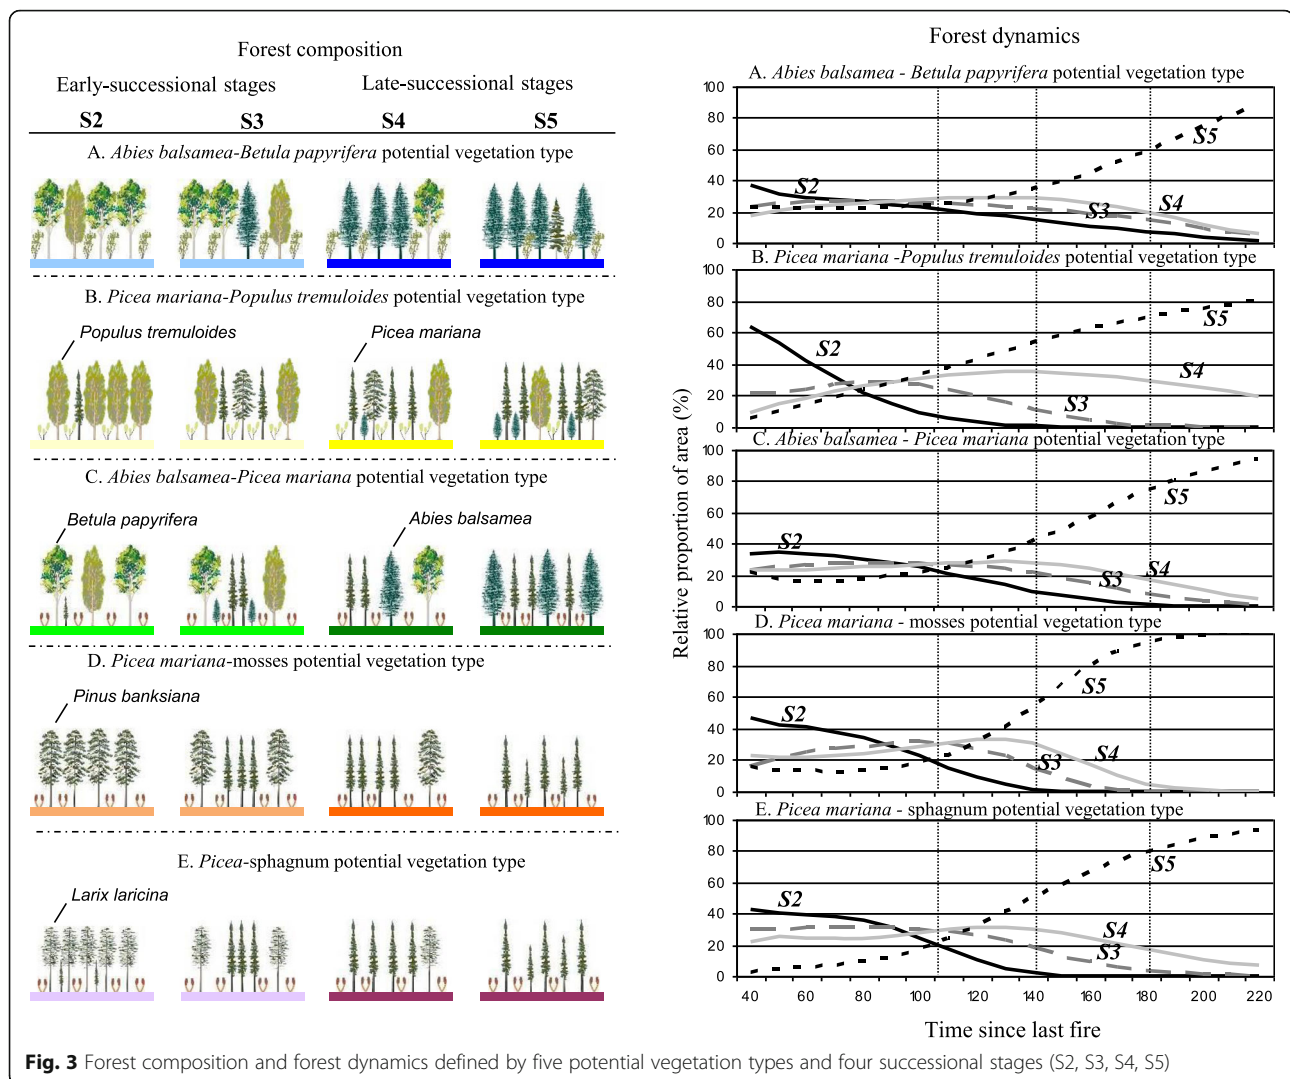 Forest composition
Early-successional stages
Late-successional stages
S2
S3
S4
S5
A. Abies balsamea-Betula papyrifera potential vegetation type
B. Picea mariana-Populus tremuloides potential vegetation type
Populus tremuloides
Picea mariana
C. Abies balsamea-Picea mariana potential vegetation type
Betula papyrifera
Abies balsamea
D. Picea mariana-mosses potential vegetation type
Pinus banksiana
E. Picea-sphagnum potential vegetation type
Larix laricina
Forest dynamics
Relative proportion of area (%)
A. Abies balsamea - Betula papyrifera potential vegetation type
100
80
60
40
20
0
S2
S3
S4
S5
B. Picea mariana -Populus tremuloides potential vegetation type
100
80
60
40
20
0
S2
S3
S4
S5
C. Abies balsamea - Picea mariana potential vegetation type
100
80
60
40
20
0
S2
S3
S4
S5
D. Picea mariana - mosses potential vegetation type
100
80
60
40
20
0
S2
S3
S4
S5
E. Picea mariana - sphagnum potential vegetation type
100
80
60
40
20
0
S2
S3
S4
S5
40 60 80 100 120 140 160 180 200 220
Time since last fire
Fig. 3 Forest composition and forest dynamics defined by five potential vegetation types and four successional stages (S2, S3, S4, S5)